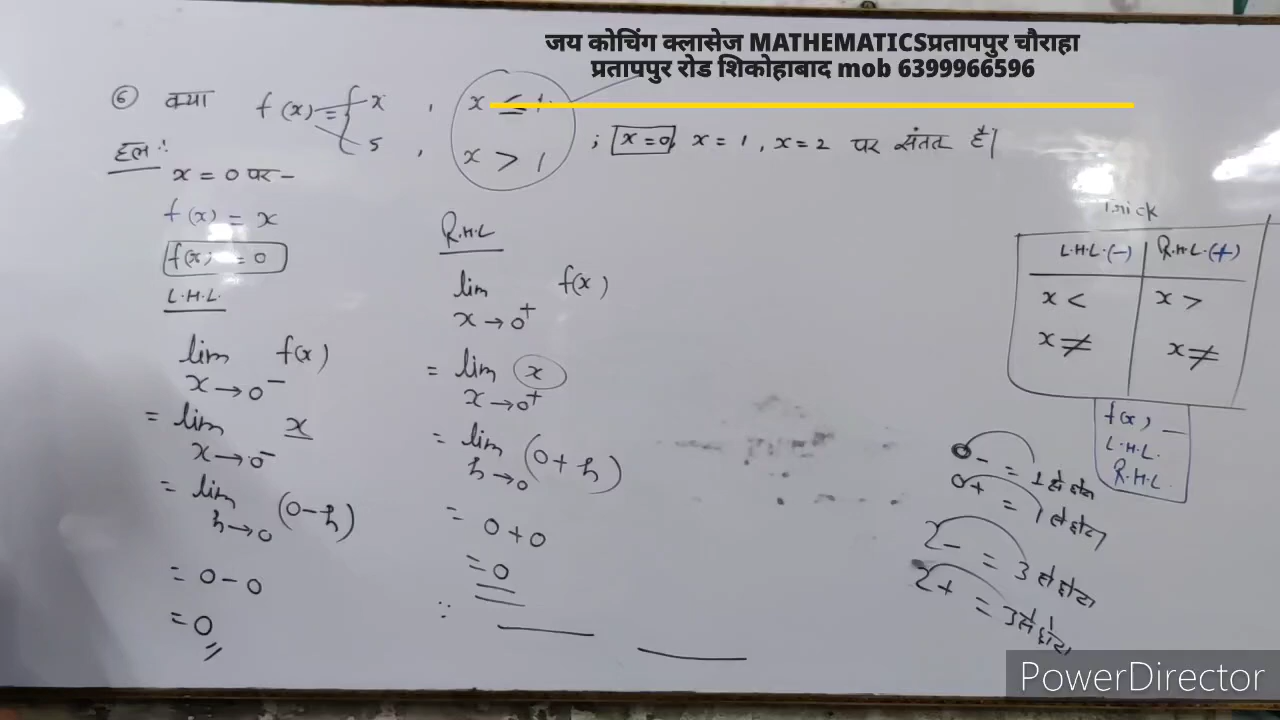 जय कोचिंग क्लासेज MATHEMATICSप्रतापपुर चौराहा
प्रतापपुर रोड शिकोहाबाद mob 6399966596
⑥ क्या f(x) = { x , x ≤ 1
5 , x > 1 ; x=0, x=1, x=2 पर संतत है।
हल:
x = 0 पर-
f(x) = x
f(x) = 0
L.H.L.
lim f(x)
x→0⁻
= lim x
x→0⁻
= lim (0-h)
h→0
= 0-0
= 0
R.H.L
lim f(x)
x→0⁺
= lim x
x→0⁺
= lim (0+h)
h→0
= 0+0
= 0
∵
Trick
L.H.L.(-) R.H.L.(+)
x < x >
x ≠ x ≠
f(x)
L.H.L.
R.H.L.
0- = 1 से छोटा
0+ = 1 से छोटा
2- = 3 से छोटा
2+ = 3 से छोटा
PowerDirector